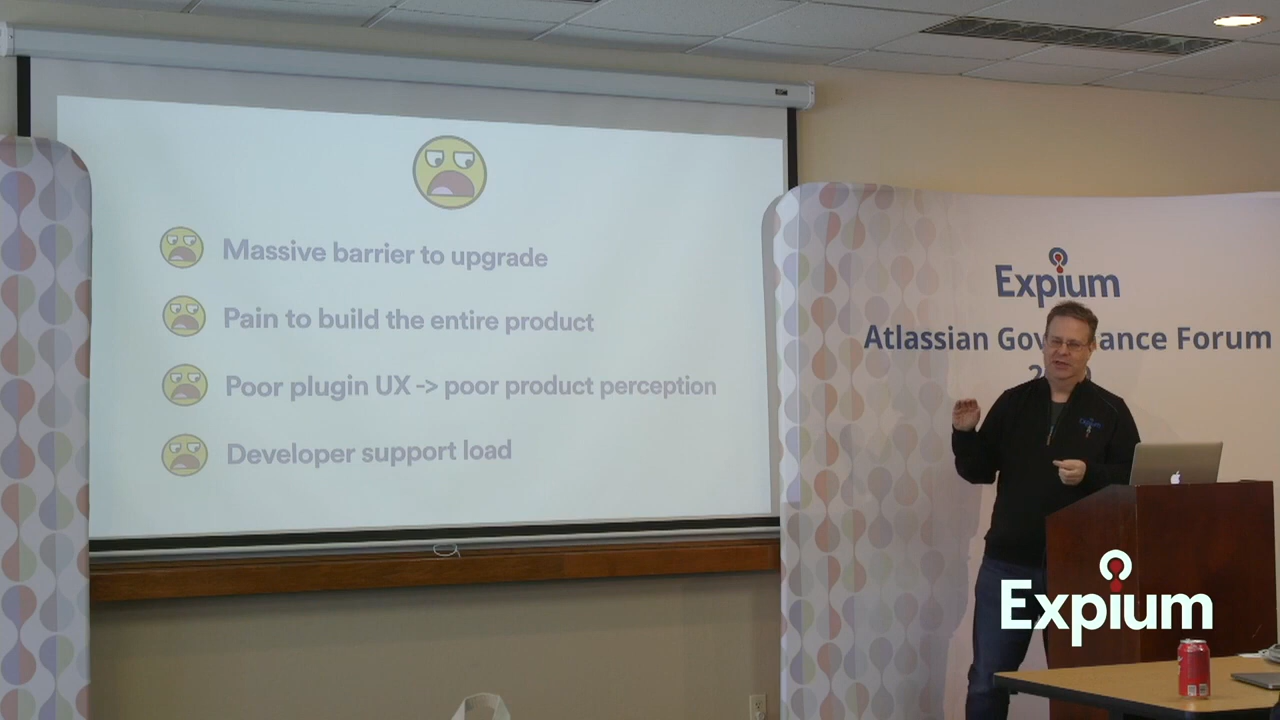 Massive barrier to upgrade
Pain to build the entire product
Poor plugin UX -> poor product perception
Developer support load
Expium
Atlassian Gov ance Forum
Expium
Expium